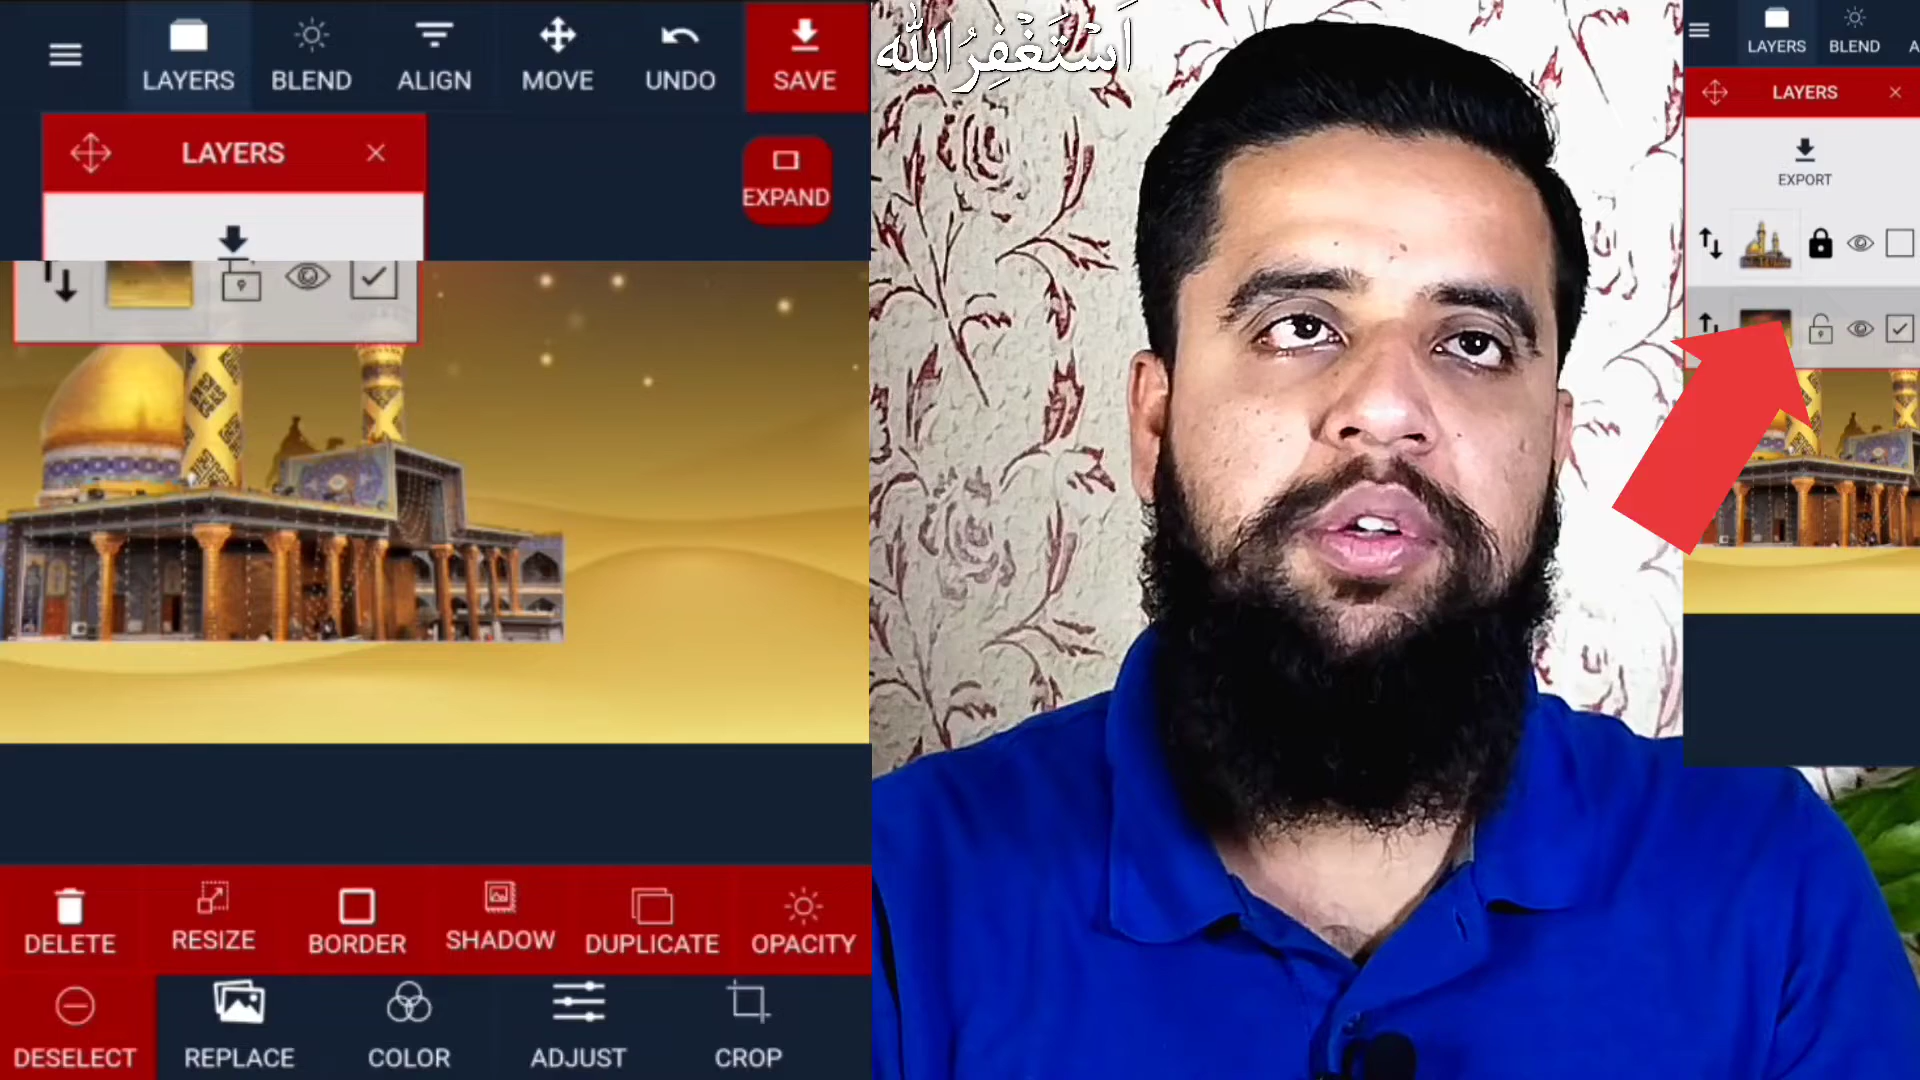 LAYERS
BLEND
ALIGN
MOVE
UNDO
SAVE
LAYERS
EXPAND
DELETE
RESIZE
BORDER
SHADOW
DUPLICATE
OPACITY
DESELECT
REPLACE
COLOR
ADJUST
CROP
اَسْتَغْفِرُاللّٰه
LAYERS
BLEND
A
LAYERS
EXPORT